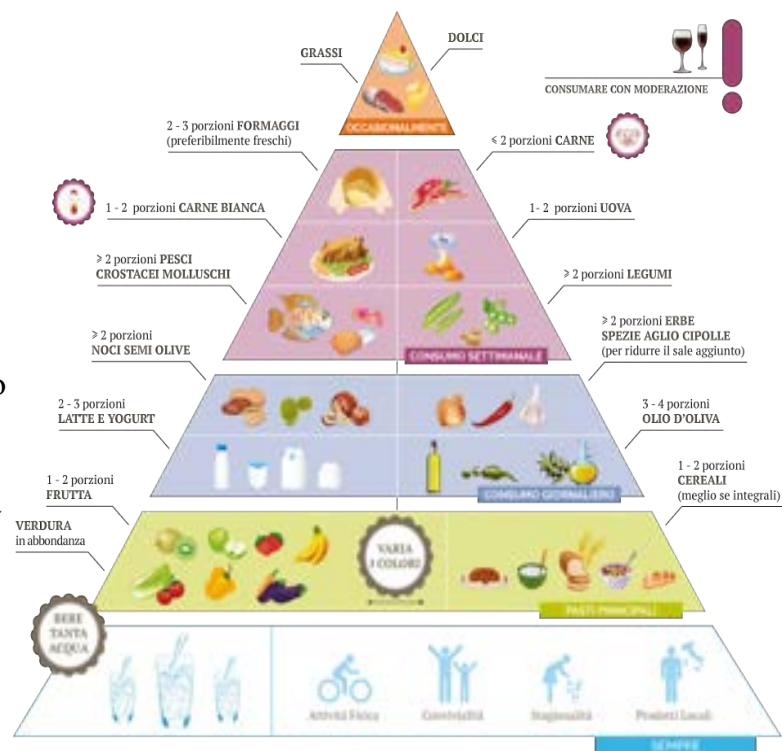 GRASSI
DOLCI
CONSUMARE CON MODERAZIONE
OCCASIONALMENTE
2 - 3 porzioni FORMAGGI
(preferibilmente freschi)
≤ 2 porzioni CARNE
1 - 2 porzioni CARNE BIANCA
1- 2 porzioni UOVA
≥ 2 porzioni PESCI
CROSTACEI MOLLUSCHI
≥ 2 porzioni LEGUMI
CONSUMO SETTIMANALE
≥ 2 porzioni
NOCI SEMI OLIVE
≥ 2 porzioni ERBE
SPEZIE AGLIO CIPOLLE
(per ridurre il sale aggiunto)
2 - 3 porzioni
LATTE E YOGURT
3 - 4 porzioni
OLIO D'OLIVA
CONSUMO GIORNALIERO
1 - 2 porzioni
FRUTTA
1 - 2 porzioni
CEREALI
(meglio se integrali)
VERDURA
in abbondanza
VARIA
I COLORI
PASTI PRINCIPALI
BERE
TANTA
ACQUA
Attività Fisica
Convivialità
Stagionalità
Prodotti Locali
SEMPRE